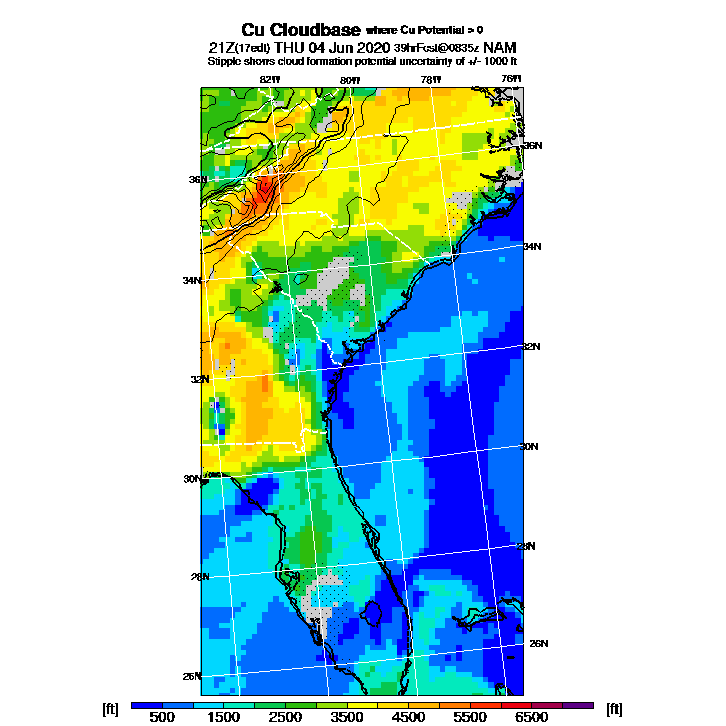 Cu Cloudbase where Cu Potential > 0
21Z(17edt) THU 04 Jun 2020 39hrFcst@0835z NAM
Stipple shows cloud formation potential uncertainty of +/- 1000 ft
82W 80W 78W 76W
36N
36N
34N
34N
32N
32N
30N
30N
28N
28N
26N
26N
[ft] [ft]
500 1500 2500 3500 4500 5500 6500